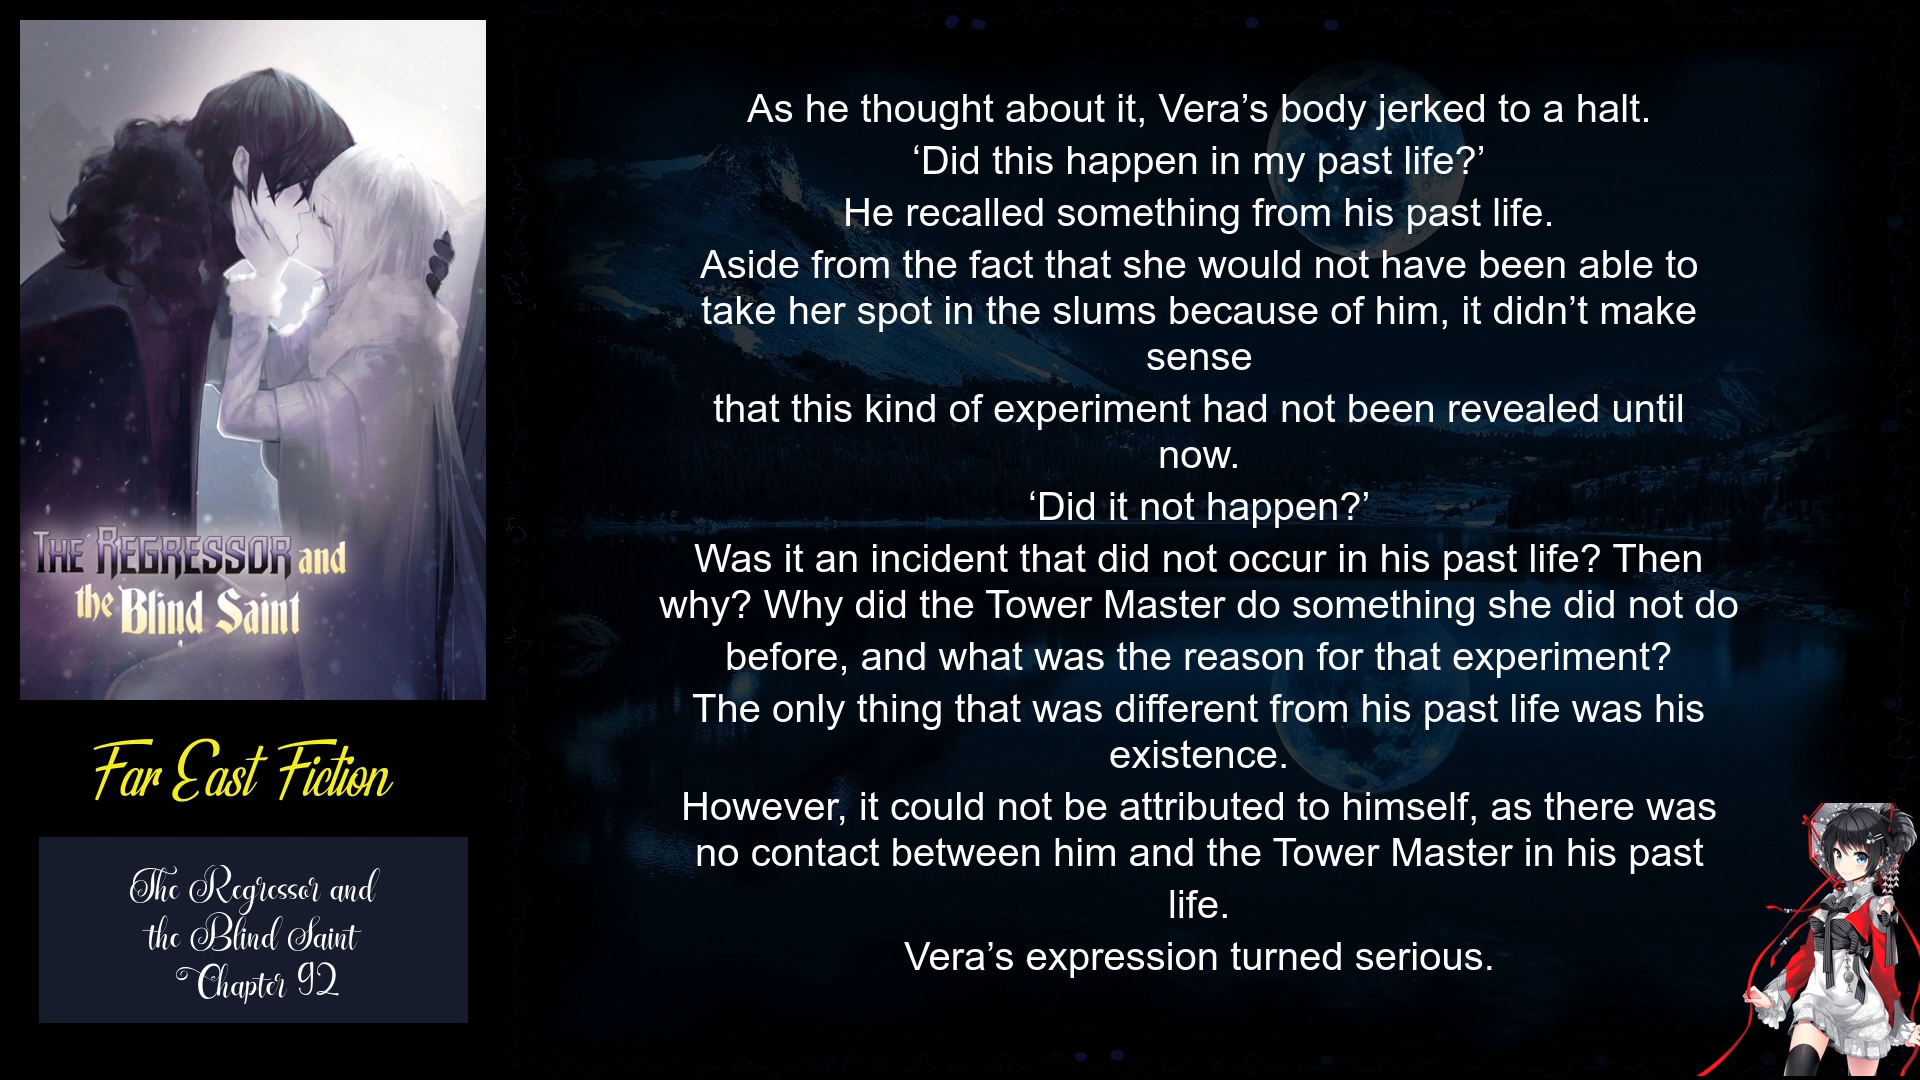 As he thought about it, Vera’s body jerked to a halt.
‘Did this happen in my past life?’
He recalled something from his past life.
Aside from the fact that she would not have been able to
take her spot in the slums because of him, it didn’t make
sense
that this kind of experiment had not been revealed until
now.
‘Did it not happen?’
Was it an incident that did not occur in his past life? Then
why? Why did the Tower Master do something she did not do
before, and what was the reason for that experiment?
The only thing that was different from his past life was his
existence.
However, it could not be attributed to himself, as there was
no contact between him and the Tower Master in his past
life.
Vera’s expression turned serious.
THE REGRESSOR and
the Blind Saint
Far East Fiction
The Regressor and
the Blind Saint
Chapter 92